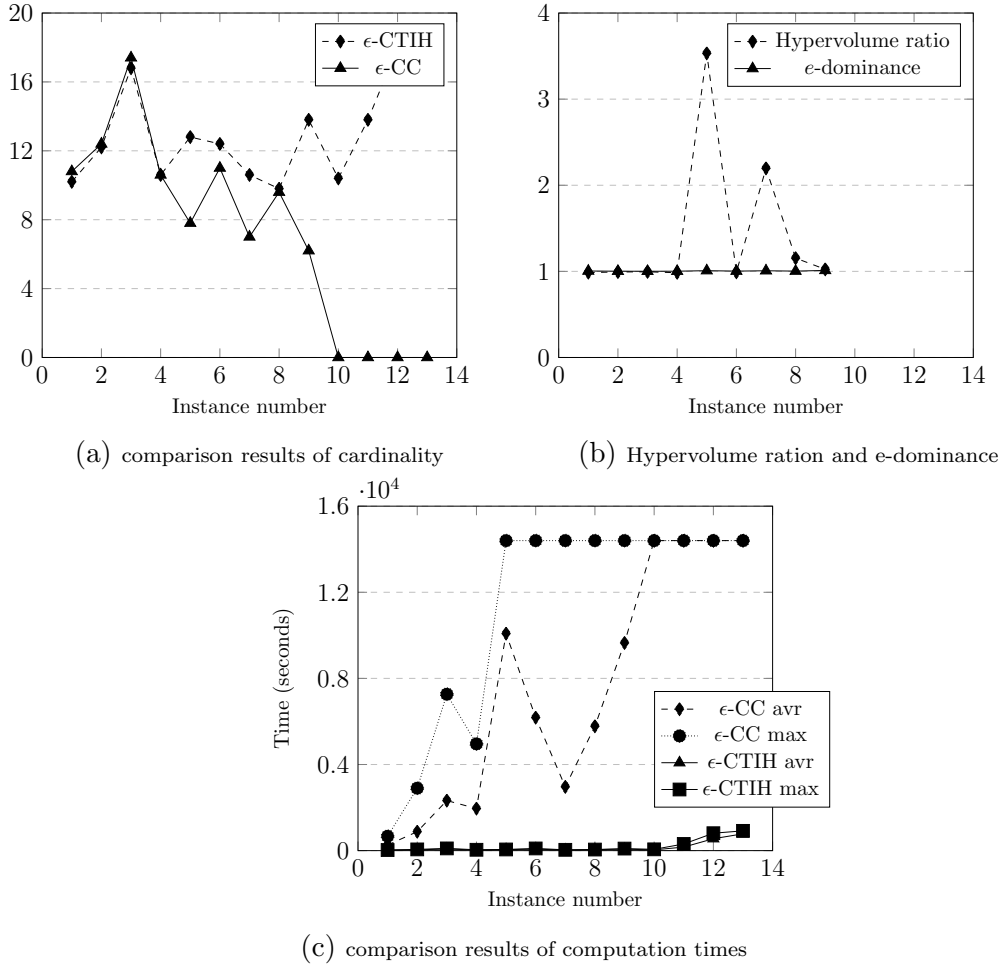 20
16
12
8
4
0
0
2
4
6
8
10
12
14
Instance number
ϵ-CTIH
ϵ-CC
(a) comparison results of cardinality
4
3
2
1
0
0
2
4
6
8
10
12
14
Instance number
Hypervolume ratio
e-dominance
(b) Hypervolume ration and e-dominance
·10⁴
1.6
1.2
0.8
0.4
0
0
2
4
6
8
10
12
14
Time (seconds)
Instance number
ϵ-CC avr
ϵ-CC max
ϵ-CTIH avr
ϵ-CTIH max
(c) comparison results of computation times